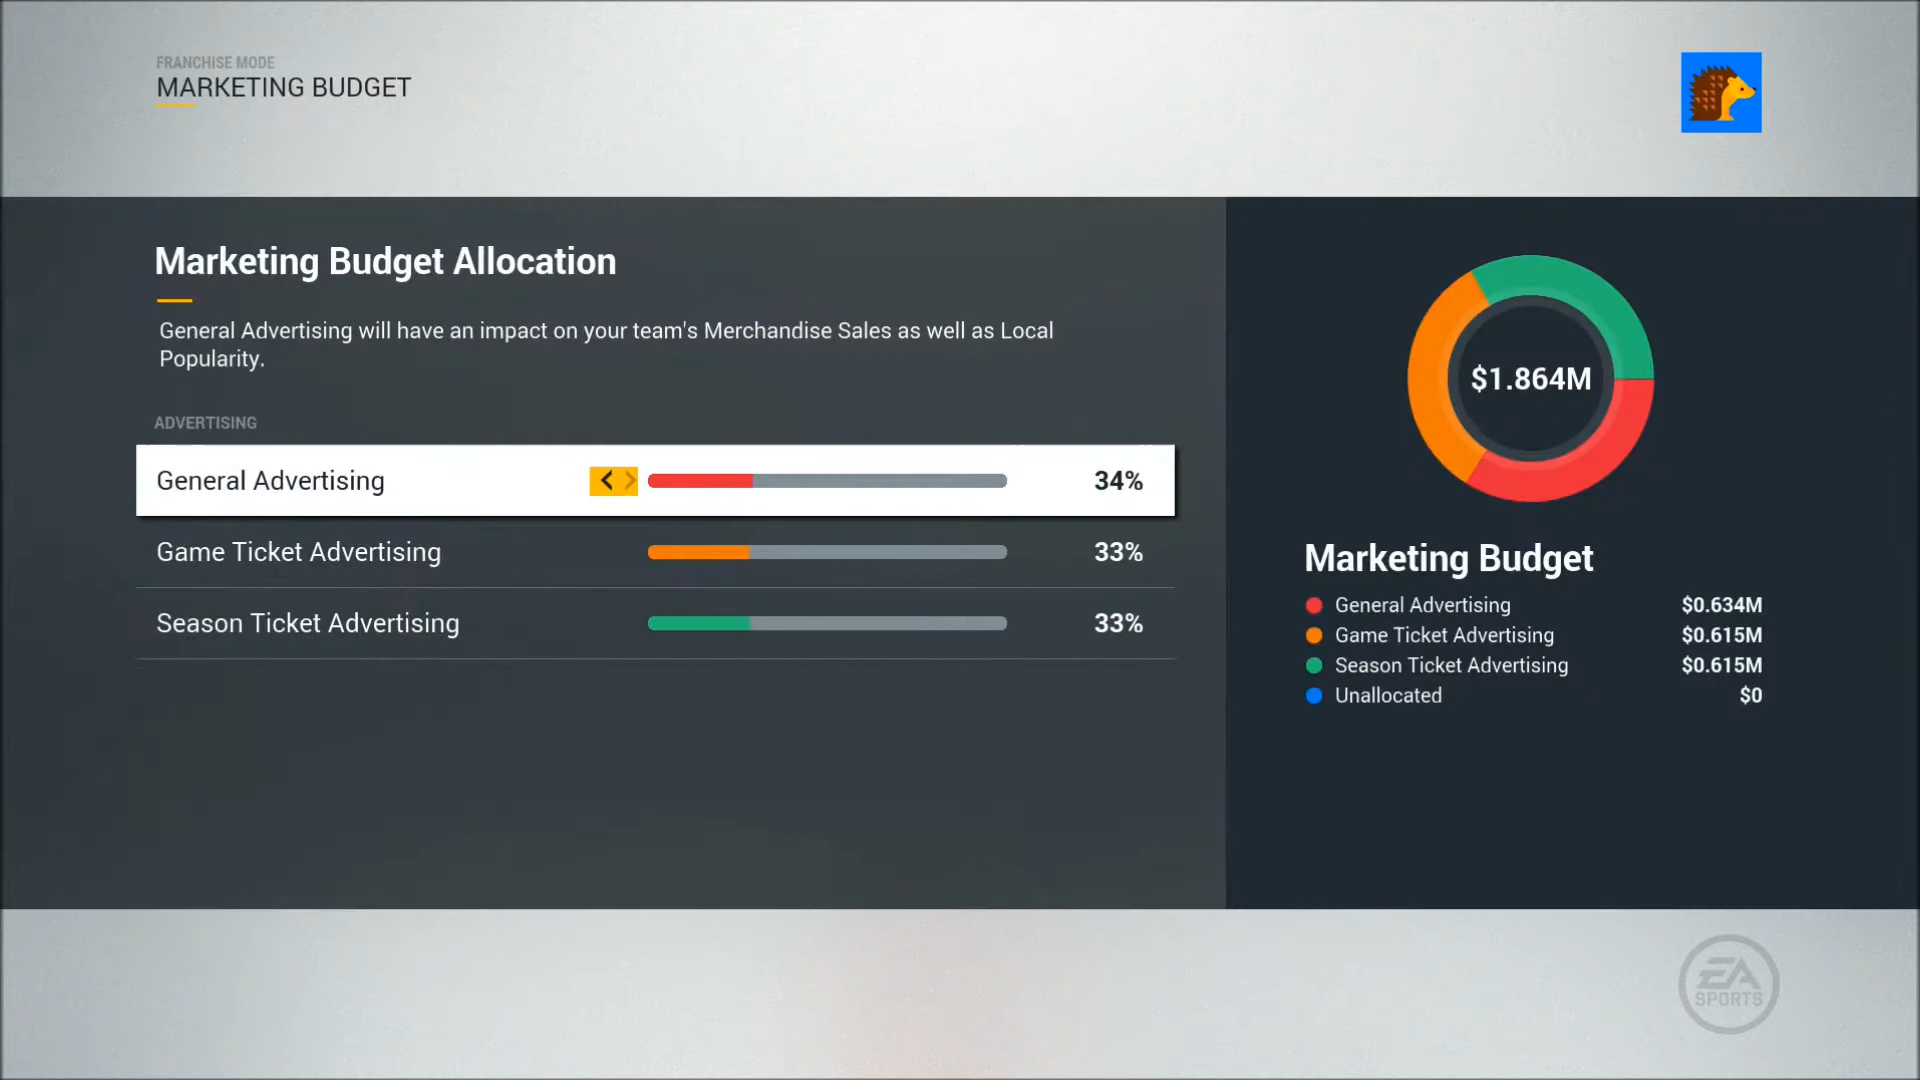 FRANCHISE MODE
MARKETING BUDGET
Marketing Budget Allocation
General Advertising will have an impact on your team's Merchandise Sales as well as Local
Popularity.
ADVERTISING
General Advertising 34%
Game Ticket Advertising 33%
Season Ticket Advertising 33%
$1.864M
Marketing Budget
General Advertising $0.634M
Game Ticket Advertising $0.615M
Season Ticket Advertising $0.615M
Unallocated $0
EA
SPORTS